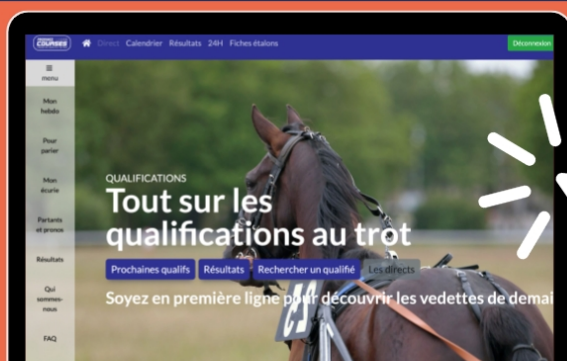 COURSES
Direct Calendrier Résultats 24H Fiches étalons
Déconnexion
menu
Mon
hebdo
Pour
parier
Mon
écurie
Partants
et pronos
Résultats
Qui
sommes-
nous
FAQ
QUALIFICATIONS
Tout sur les
qualifications au trot
Prochaines qualifs Résultats Rechercher un qualifié Les directs
Soyez en première ligne pour découvrir les vedettes de demai